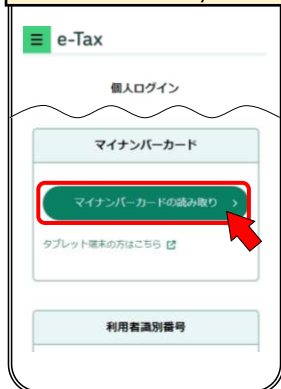 e-Tax
個人ログイン
マイナンバーカード
マイナンバーカードの読み取り
タブレット端末の方はこちら
利用者識別番号